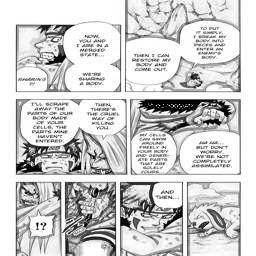 NOW,
YOU AND
I ARE IN A
MERGED
STATE...
WE'RE
SHARING
A BODY.
SHARING
?!
TO PUT
IT SIMPLY,
I BREAK MY
BODY INTO
PIECES AND
ENTER AN
ENEMY'S
BODY.
THEN I CAN
RESTORE MY
BODY AND
COME OUT.
I'LL SCRAPE
AWAY THE
PARTS OF
OUR BODY
MADE OF
YOUR
CELLS, THE
PARTS MINE
HAVEN'T
ENTERED.
THEN,
THERE'S
THE CRUEL
WAY OF
KILLING
YOU.
MY CELLS
CAN SWIM
AROUND
FREELY IN
YOUR BODY
AND GENER-
ATE PARTS
THAT ARE
SOLELY
YOURS.
HA HA...
BUT DON'T
WORRY.
WE'RE NOT
COMPLETELY
ASSIMILATED.
!?
AND
THEN...